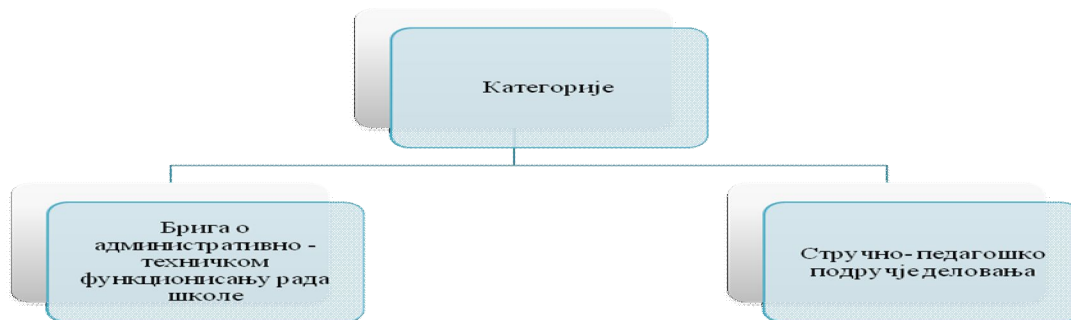 Категорије
Брига о
административно -
техничком
функционисању рада
школе
Стручно-педагошко
подручје деловања